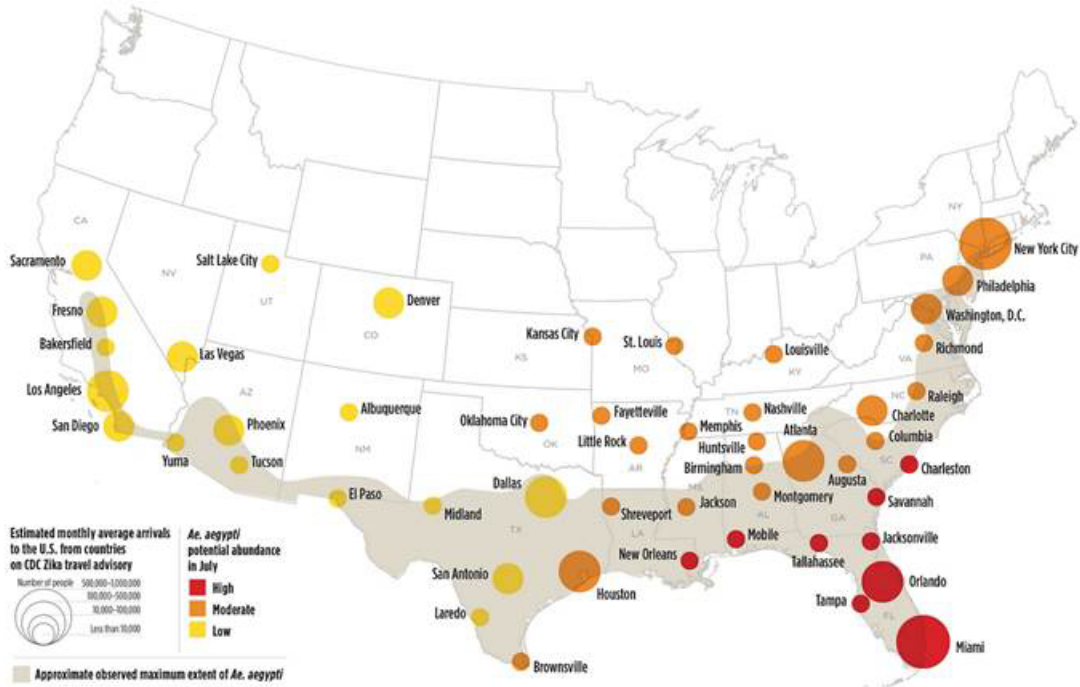 NY
New York City
CA
PA
Sacramento
Salt Lake City
NV
Philadelphia
UT
Denver
Fresno
Washington, D.C.
CO
Kansas City
St. Louis
Bakersfield
Las Vegas
Louisville
Richmond
KS
VA
MO
KY
Los Angeles
AZ
NC
Raleigh
Albuquerque
Fayetteville
TN
Nashville
Charlotte
San Diego
Phoenix
Oklahoma City
Memphis
Atlanta
Columbia
Little Rock
OK
Huntsville
NM
Yuma
Tucson
AR
Birmingham
SC
Charleston
Augusta
Dallas
MS
El Paso
Midland
Shreveport
Jackson
Montgomery
Savannah
TX
AL
GA
LA
Mobile
Jacksonville
New Orleans
Tallahassee
San Antonio
Houston
Orlando
Tampa
Laredo
FL
Miami
Brownsville
Estimated monthly average arrivals
to the U.S. from countries
on CDC Zika travel advisory
Number of people
500,000–1,000,000
100,000–500,000
10,000–100,000
Less than 10,000
Ae. aegypti
potential abundance
in July
High
Moderate
Low
Approximate observed maximum extent of Ae. aegypti